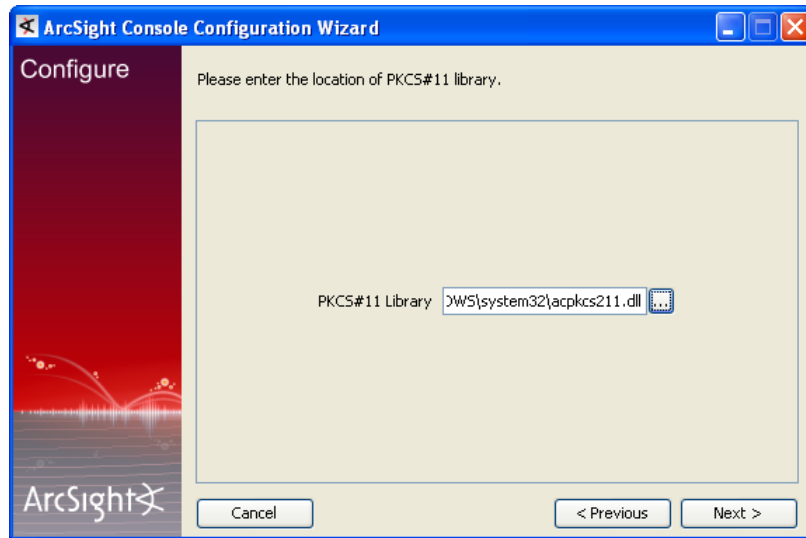 ArcSight Console Configuration Wizard
Configure
Please enter the location of PKCS#11 library.
PKCS#11 Library OWS\system32\acpkcs211.dll ...
ArcSight
Cancel < Previous Next >